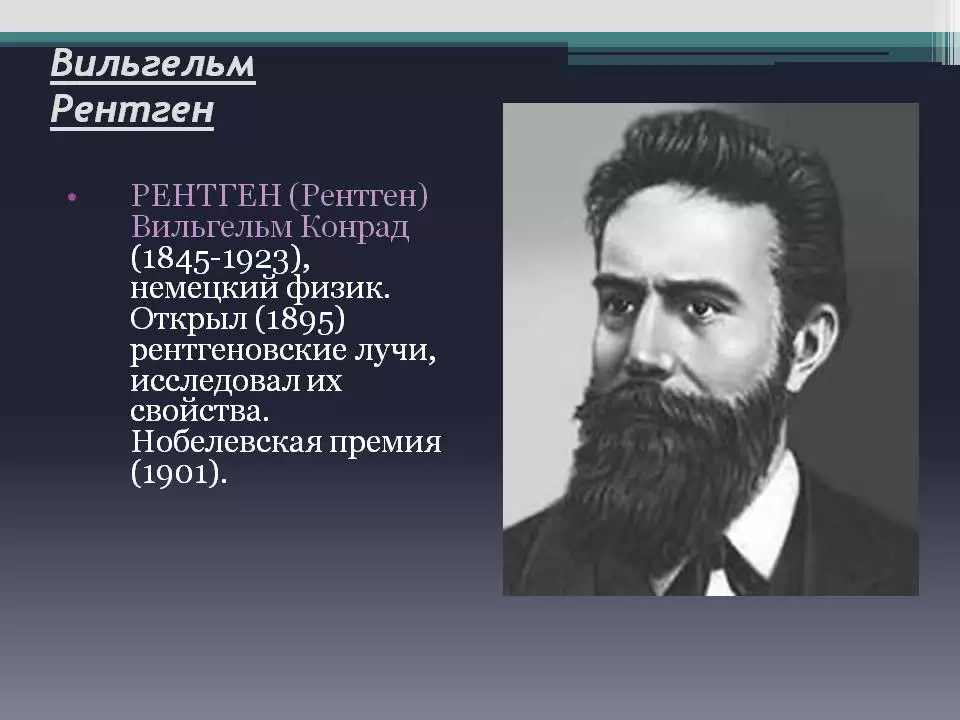 Вильгельм
Рентген
• РЕНТГЕН (Рентген)
Вильгельм Конрад
(1845-1923),
немецкий физик.
Открыл (1895)
рентгеновские лучи,
исследовал их
свойства.
Нобелевская премия
(1901).